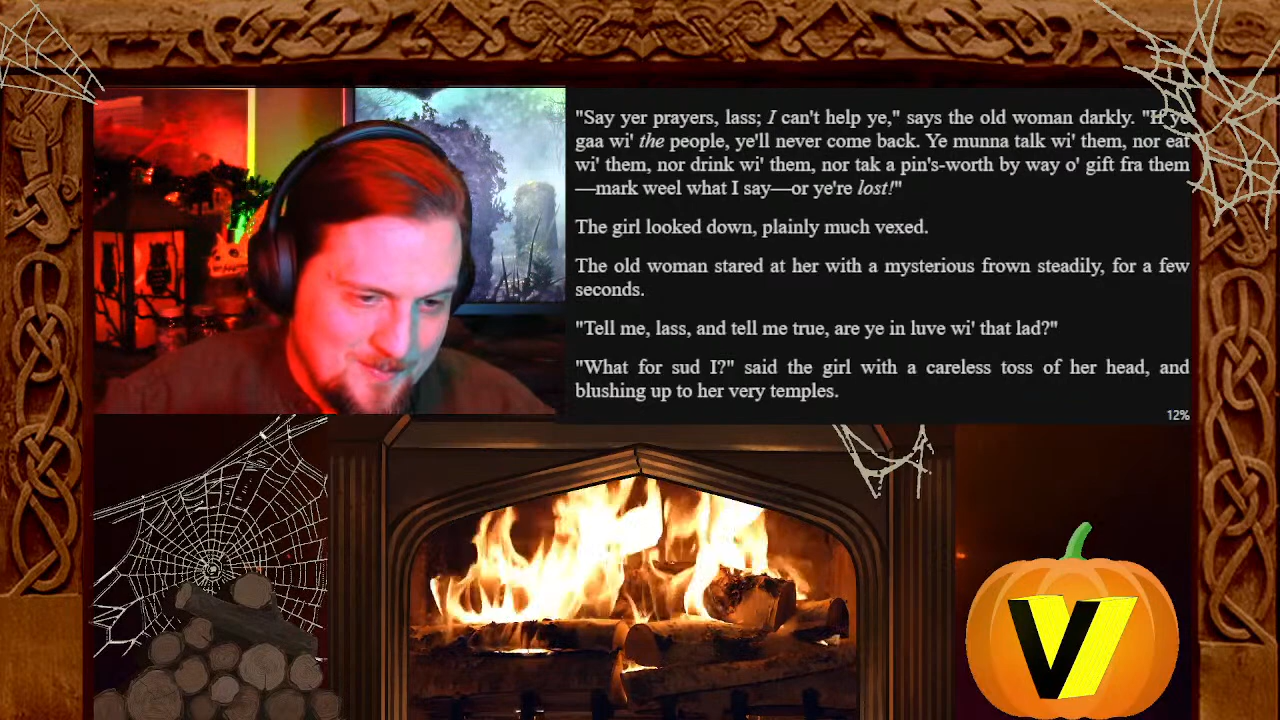 "Say yer prayers, lass; I can't help ye," says the old woman darkly. "If ye
gaa wi' the people, ye'll never come back. Ye munna talk wi' them, nor eat
wi' them, nor drink wi' them, nor tak a pin's-worth by way o' gift fra them
—mark weel what I say—or ye're lost!"
The girl looked down, plainly much vexed.
The old woman stared at her with a mysterious frown steadily, for a few
seconds.
"Tell me, lass, and tell me true, are ye in luve wi' that lad?"
"What for sud I?" said the girl with a careless toss of her head, and
blushing up to her very temples.
12%
V